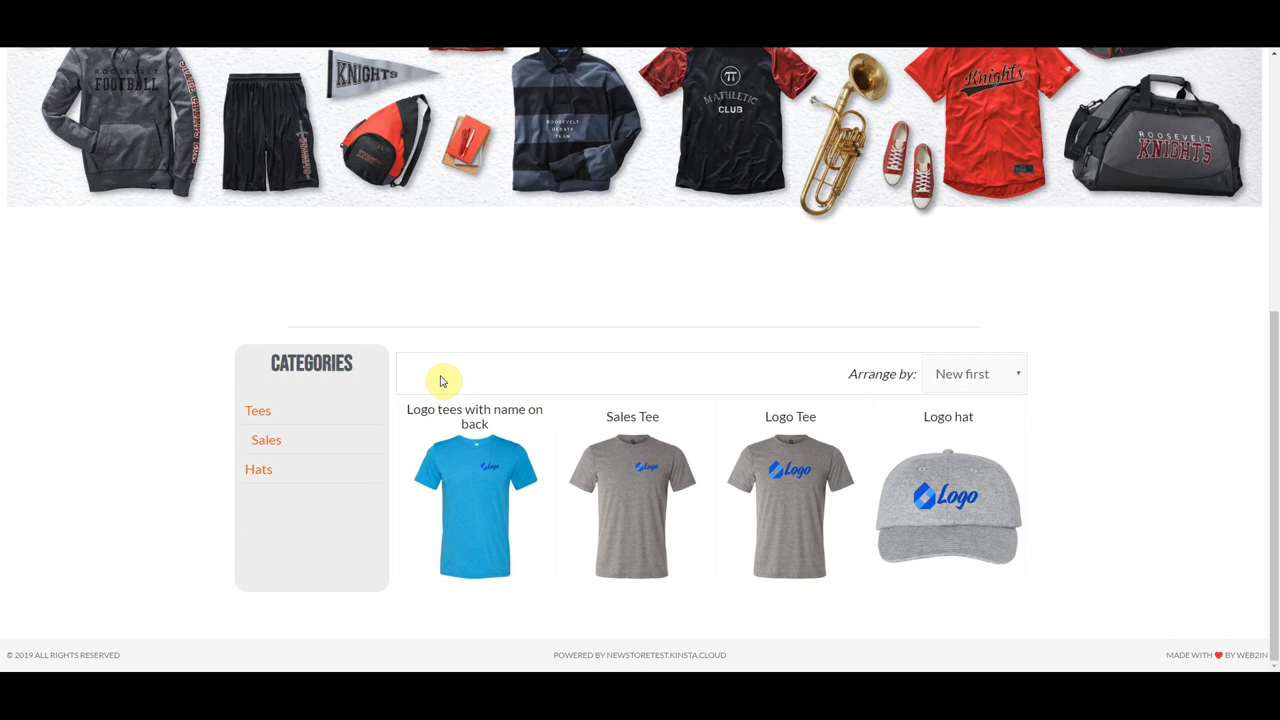 ROOSEVELT
FOOTBALL
KNIGHTS
ROOSEVELT
DEBATE
CLUB
MATHLETIC
CLUB
Knights
ROOSEVELT
KNIGHTS
CATEGORIES
Tees
Sales
Hats
Arrange by:
New first
Logo tees with name on
back
Sales Tee
Logo Tee
Logo hat
Logo
Logo
Logo
Logo
© 2019 ALL RIGHTS RESERVED
POWERED BY NEWSTORETEST.KINSTA.CLOUD
MADE WITH ❤ BY WEB2IN